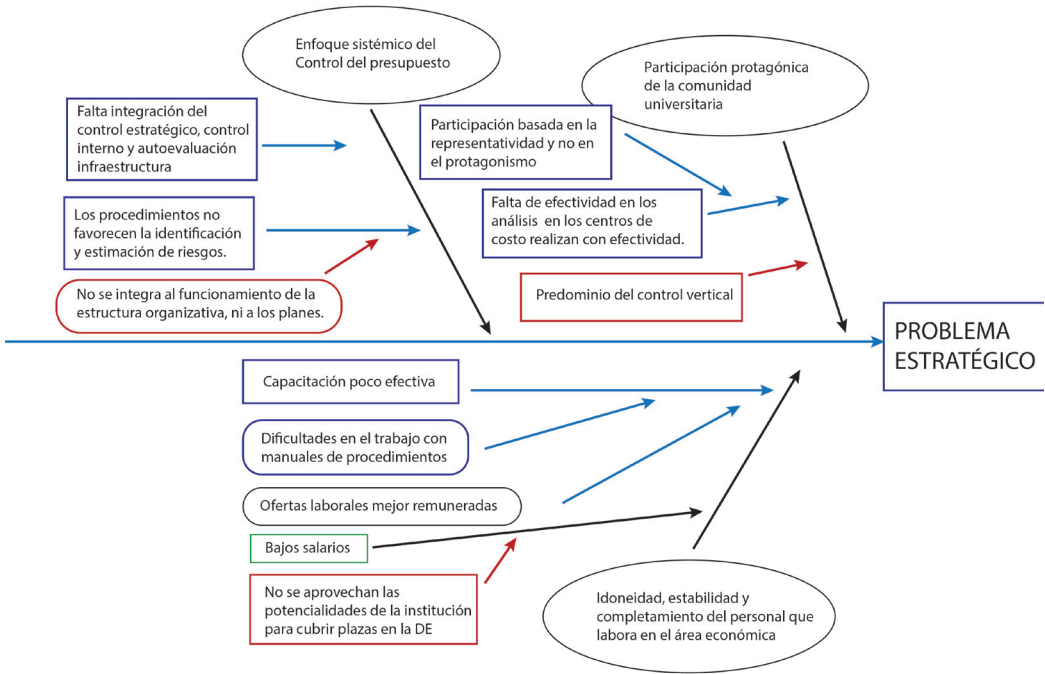 Enfoque sistémico del
Control del presupuesto
Participación protagónica
de la comunidad
universitaria
Falta integración del
control estratégico, control
interno y autoevaluación
infraestructura
Participación basada en la
representatividad y no en
el protagonismo
Los procedimientos no
favorecen la identificación
y estimación de riesgos.
Falta de efectividad en los
análisis en los centros de
costo realizan con efectividad.
No se integra al funcionamiento de la
estructura organizativa, ni a los planes.
Predominio del control vertical
PROBLEMA
ESTRATÉGICO
Capacitación poco efectiva
Dificultades en el trabajo con
manuales de procedimientos
Ofertas laborales mejor remuneradas
Bajos salarios
No se aprovechan las
potencialidades de la institución
para cubrir plazas en la DE
Idoneidad, estabilidad y
completamiento del personal que
labora en el área económica